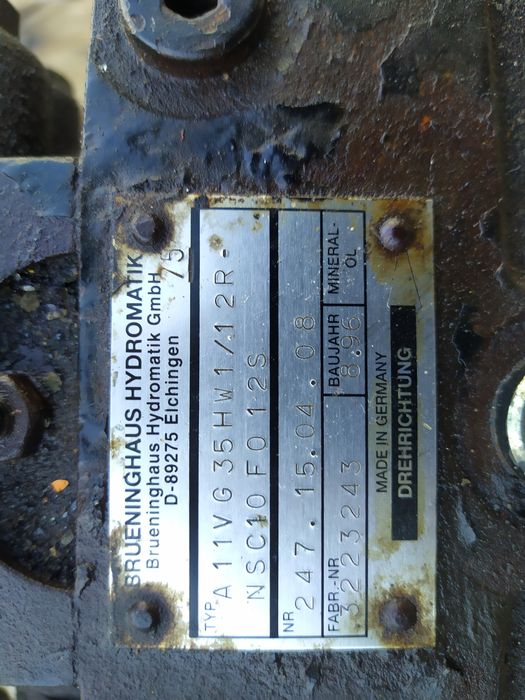 BRUENINGHAUS HYDROMATIK
Brueninghaus Hydromatik GmbH
D-89275 Elchingen
75
TYP
A11VG35HW1/12R-
NSC10F012S
NR
247.15.04.08
FABR.-NR
3223243
BAUJAHR
8.96
MINERAL-
ÖL
MADE IN GERMANY
DREHRICHTUNG